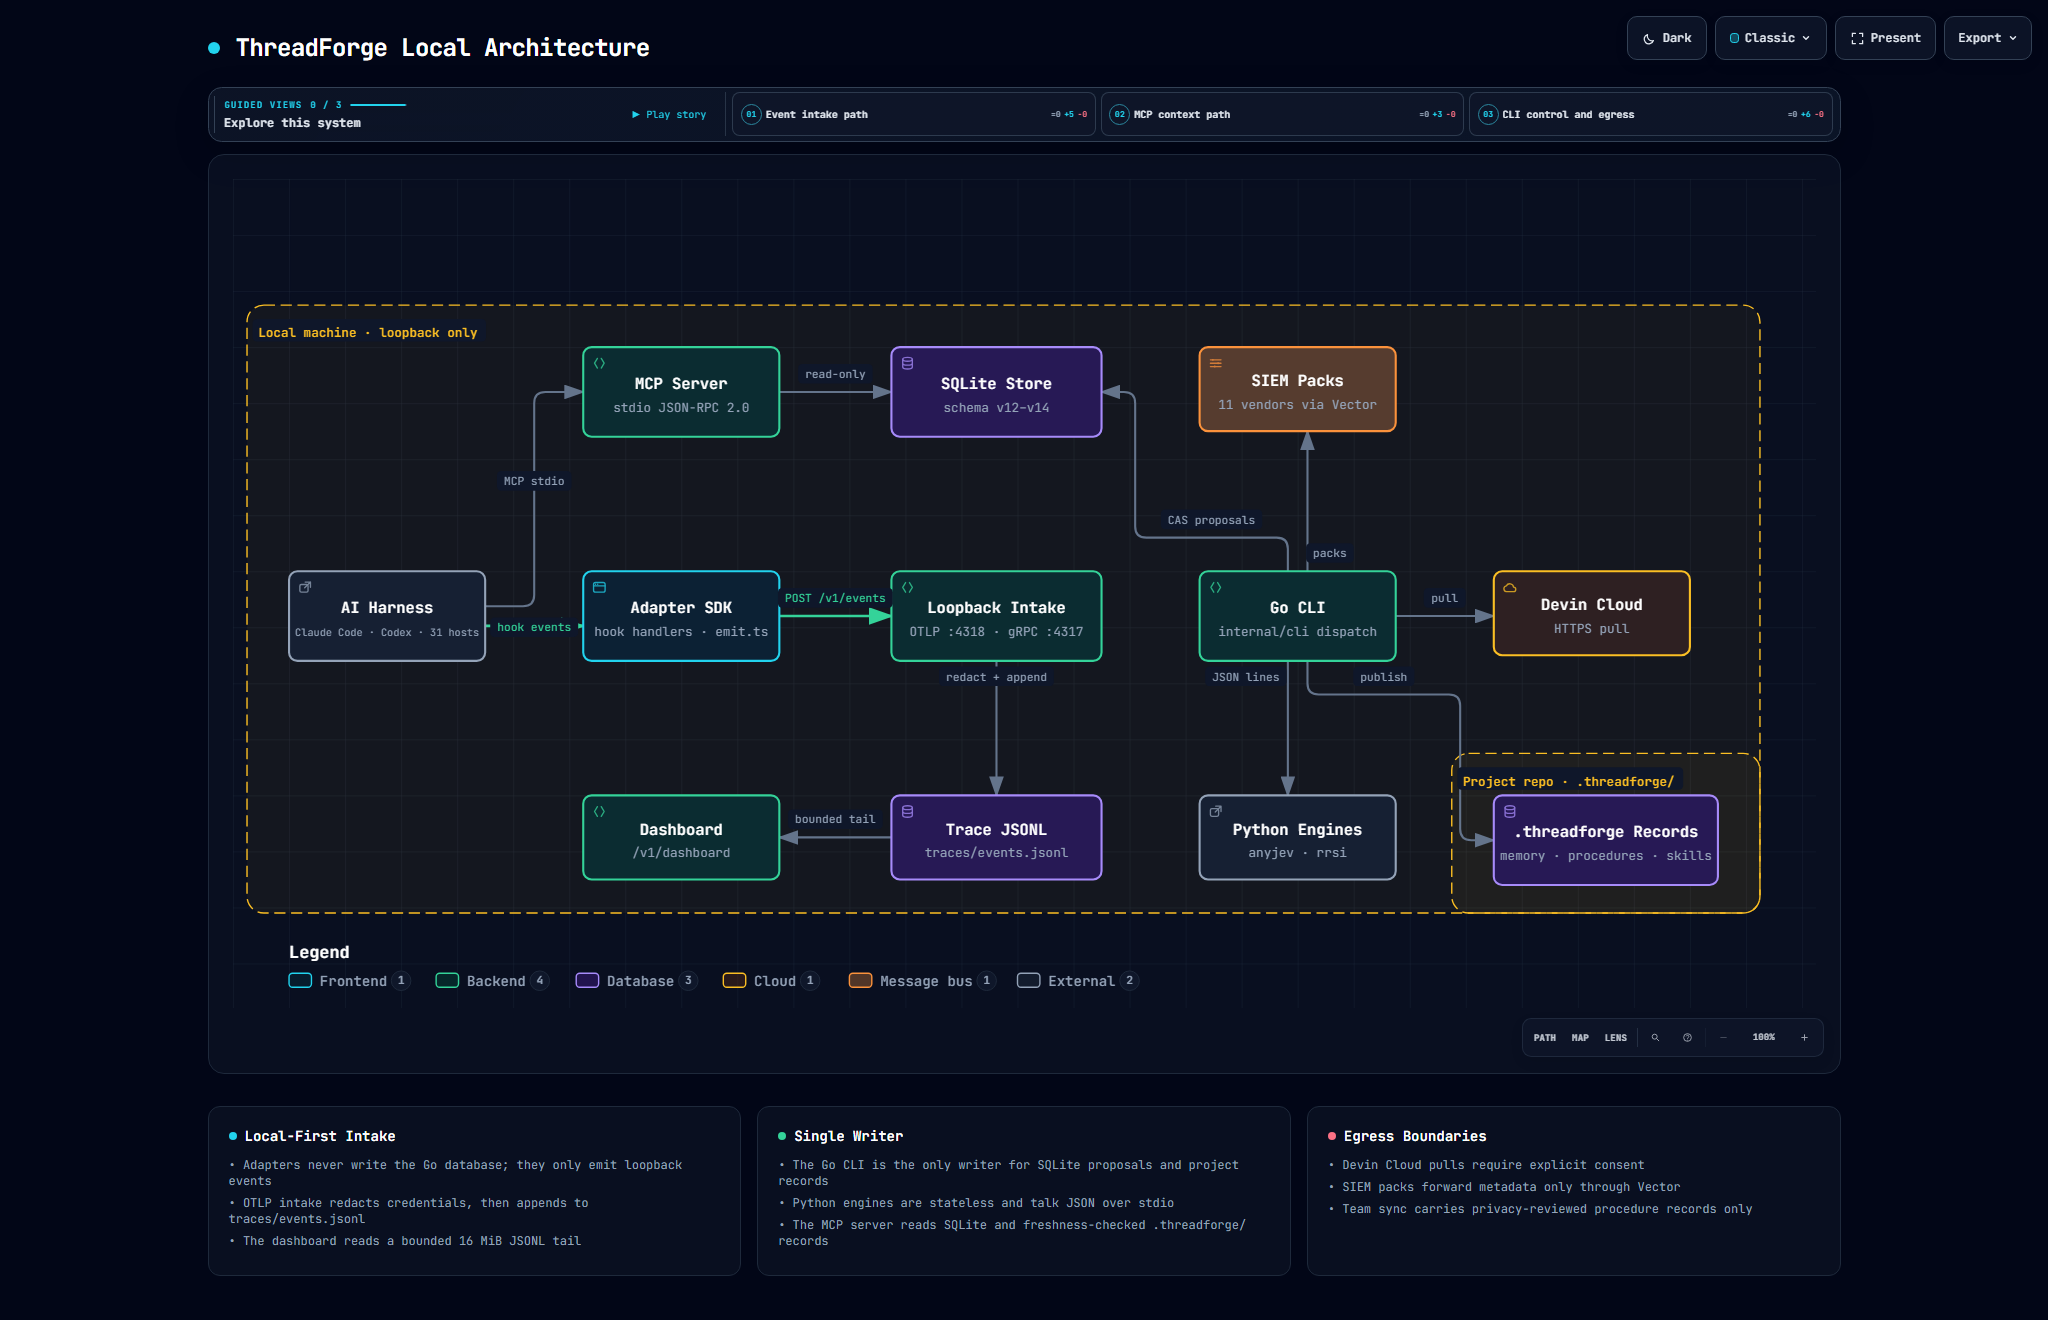 ThreadForge Local Architecture
Dark
Classic
Present
Export
GUIDED VIEWS 0 / 3
Explore this system
▶ Play story
01 Event intake path =0 +5 -0
02 MCP context path =0 +3 -0
03 CLI control and egress =0 +6 -0
Local machine · loopback only
MCP Server
stdio JSON-RPC 2.0
read-only
SQLite Store
schema v12–v14
SIEM Packs
11 vendors via Vector
MCP stdio
CAS proposals
packs
AI Harness
Claude Code · Codex · 31 hosts
hook events
Adapter SDK
hook handlers · emit.ts
POST /v1/events
Loopback Intake
OTLP :4318 · gRPC :4317
Go CLI
internal/cli dispatch
pull
Devin Cloud
HTTPS pull
redact + append
JSON lines
publish
Project repo · .threadforge/
Dashboard
/v1/dashboard
bounded tail
Trace JSONL
traces/events.jsonl
Python Engines
anyjev · rrsi
.threadforge Records
memory · procedures · skills
Legend
Frontend 1
Backend 4
Database 3
Cloud 1
Message bus 1
External 2
PATH MAP LENS − 100% +
Local-First Intake
• Adapters never write the Go database; they only emit loopback
events
• OTLP intake redacts credentials, then appends to
traces/events.jsonl
• The dashboard reads a bounded 16 MiB JSONL tail
Single Writer
• The Go CLI is the only writer for SQLite proposals and project
records
• Python engines are stateless and talk JSON over stdio
• The MCP server reads SQLite and freshness-checked .threadforge/
records
Egress Boundaries
• Devin Cloud pulls require explicit consent
• SIEM packs forward metadata only through Vector
• Team sync carries privacy-reviewed procedure records only